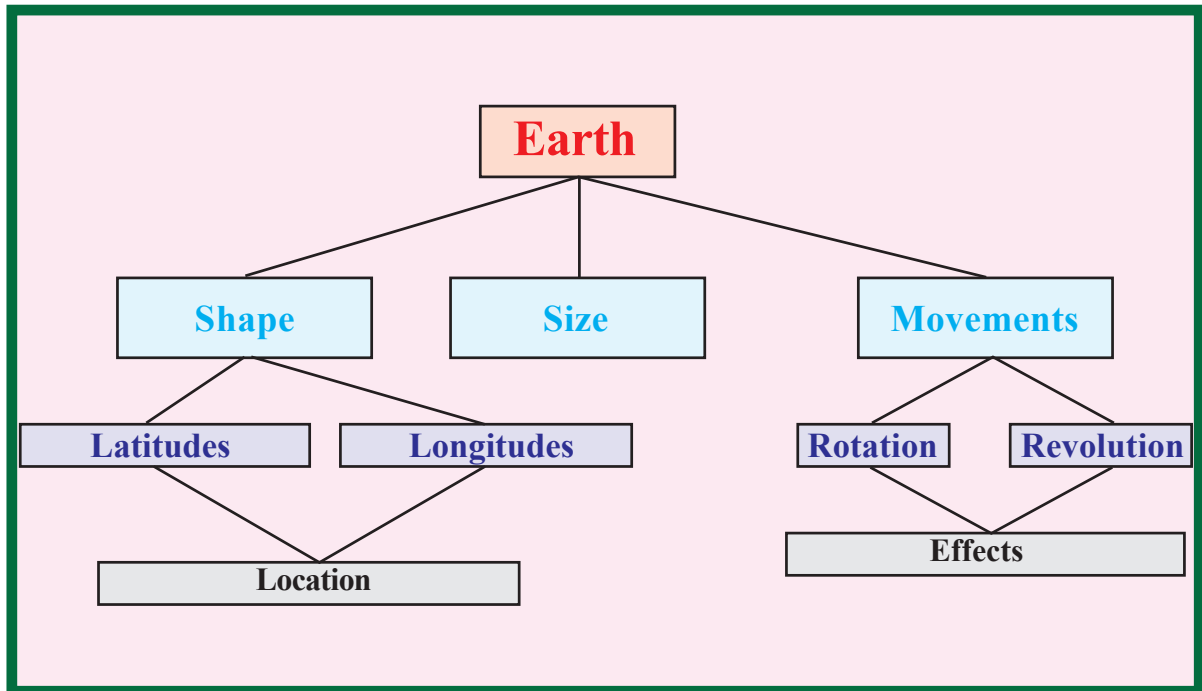 Earth
Shape
Size
Movements
Latitudes
Longitudes
Rotation
Revolution
Location
Effects